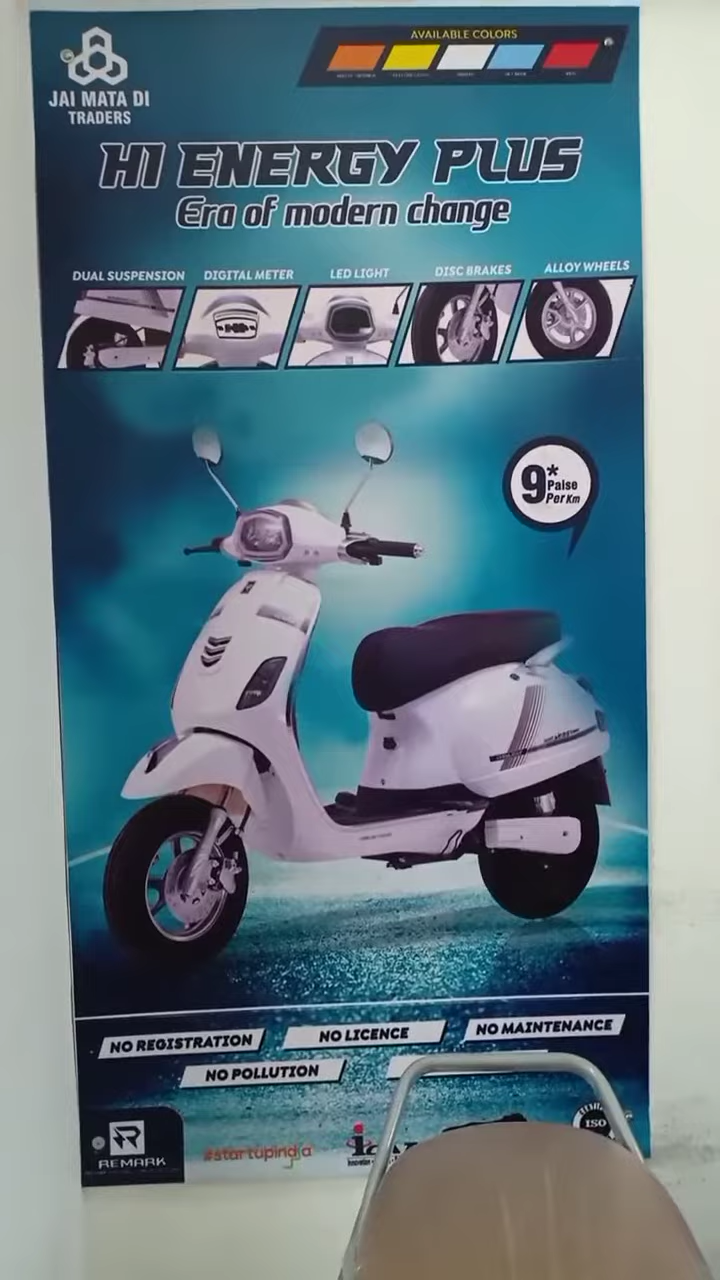 AVAILABLE COLORS
JAI MATA DI
TRADERS
HI ENERGY PLUS
Era of modern change
DUAL SUSPENSION
DIGITAL METER
LED LIGHT
DISC BRAKES
ALLOY WHEELS
9*
Paise
Per Km
NO REGISTRATION
NO LICENCE
NO MAINTENANCE
NO POLLUTION
REMARK
#startupindia
ISO